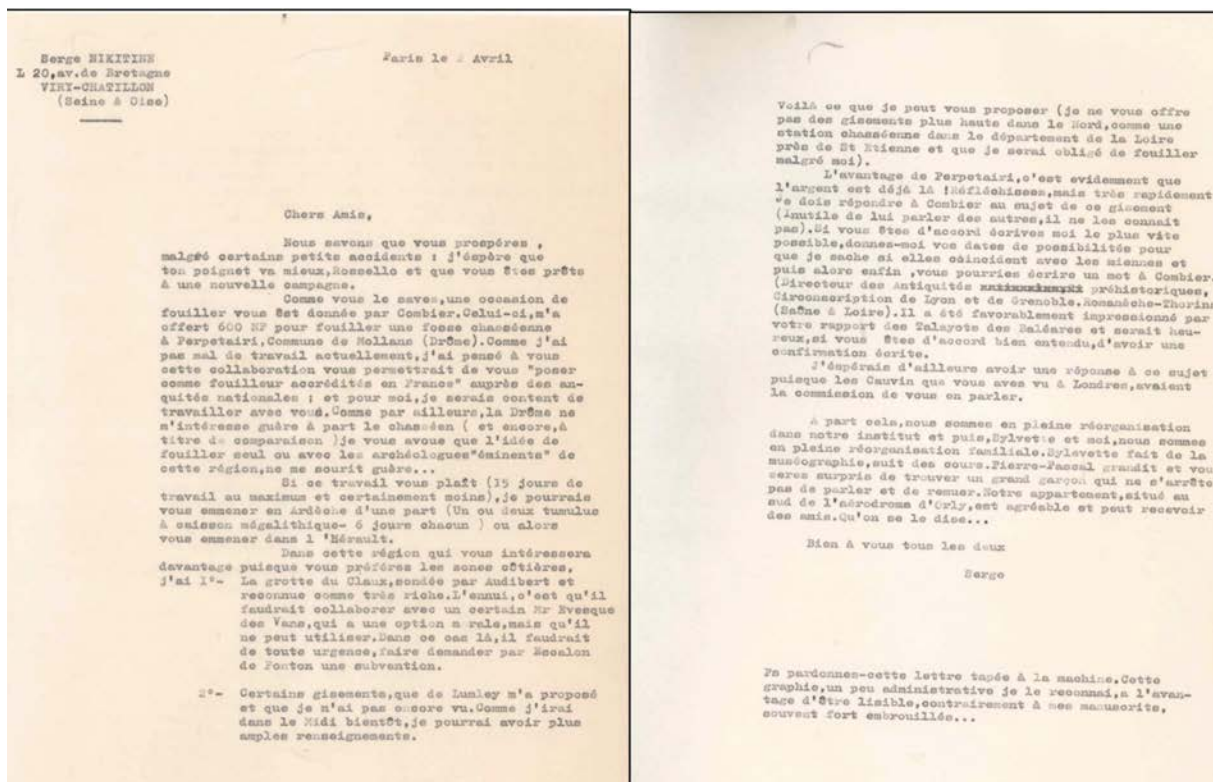 Serge NIKITINE
L 20,av.de Bretagne
VIRY-CHATILLON
(Seine & Oise)
Paris le Avril
Chers Amis,
Nous savons que vous prospéres ,
malgré certains petits accidents : j'éspère que
ton poignet va mieux,Rossello et que vous êtes prêts
à une nouvelle campagne.
Comme vous le saves,une occasion de
fouiller vous est donnée par Combier.Celui-ci,m'a
offert 600 NF pour fouiller une fosse chasséenne
à Perpetairi,Commune de Mollans (Drôme).Comme j'ai
pas mal de travail actuellement,j'ai pensé à vous
cette collaboration vous permettrait de vous "poser
comme fouilleur accrédités en France" auprès des an-
quités nationales ; et pour moi,je serais content de
travailler avec vous.Comme par ailleurs,la Drôme ne
m'intéresse guère à part le chasséen ( et encore,à
titre de comparaison )je vous avoue que l'idée de
fouiller seul ou avec les archéologues"éminents" de
cette région,ne me sourit guère...
Si ce travail vous plaît (15 jours de
travail au maximum et certainement moins),je pourrais
vous emmener en Ardèche d'une part (Un ou deux tumulus
à caisson mégalithique- 6 jours chacun ) ou alors
vous emmener dans l 'Hérault.
Dans cette région qui vous intéressera
davantage puisque vous préférez les zones côtières,
j'ai 1°- La grotte du Claux,sondée par Audibert et
reconnue comme très riche.L'ennui,c'est qu'il
faudrait collaborer avec un certain Mr Evesque
des Vans,qui a une option m rale,mais qu'il
ne peut utiliser.Dans ce cas là,il faudrait
de toute urgence,faire demander par Escalon
de Fonton une subvention.
2°- Certains gisements,que de Lumley m'a proposé
et que je n'ai pas encore vu.Comme j'irai
dans le Midi bientôt,je pourrai avoir plus
amples renseignements.
Voilà ce que je peut vous proposer (je ne vous offre
pas des gisements plus hauts dans le Nord,comme une
station chasséenne dans le département de la Loire
près de St Etienne et que je serai obligé de fouiller
malgré moi).
L'avantage de Perpetairi,c'est evidemment que
l'argent est déjà là !Réfléchissez,mais très rapidement
Je dois répondre à Combier au sujet de ce gisement
(Inutile de lui parler des autres,il ne les connait
pas).Si vous êtes d'accord écrives moi le plus vite
possible,donnes-moi vos dates de possibilités pour
que je sache si elles coïncident avec les miennes et
puis alors enfin ,vous pourries écrire un mot à Combier.
(Directeur des Antiquités préhistoriques,
Circonscription de Lyon et de Grenoble.Romanèche-Thorins
(Saône & Loire).Il a été favorablement impressionné par
votre rapport des Talayots des Baléares et serait heu-
reux,si vous êtes d'accord bien entendu,d'avoir une
confirmation écrite.
J'éspérais d'ailleurs avoir une réponse à ce sujet
puisque les Cauvin que vous aves vu à Londres,avaient
la commission de vous en parler.
A part cela,nous sommes en pleine réorganisation
dans notre institut et puis,Sylvette et moi,nous sommes
en pleine réorganisation familiale.Sylevette fait de la
muséographie,suit des cours.Pierre-Pascal grandit et vou
seres surpris de trouver un grand garçon qui ne s'arrête
pas de parler et de remuer.Notre appartement,situé au
sud de l'aérodrome d'Orly,est agréable et peut recevoir
des amis.Qu'on se le dise...
Bien à vous tous les deux
Serge
Ps pardonnes-cette lettre tapée à la machine.Cette
graphie,un peu administrative je le reconnai,a l'avan-
tage d'être lisible,contrairement à mes manuscrits,
souvent fort embrouillés...